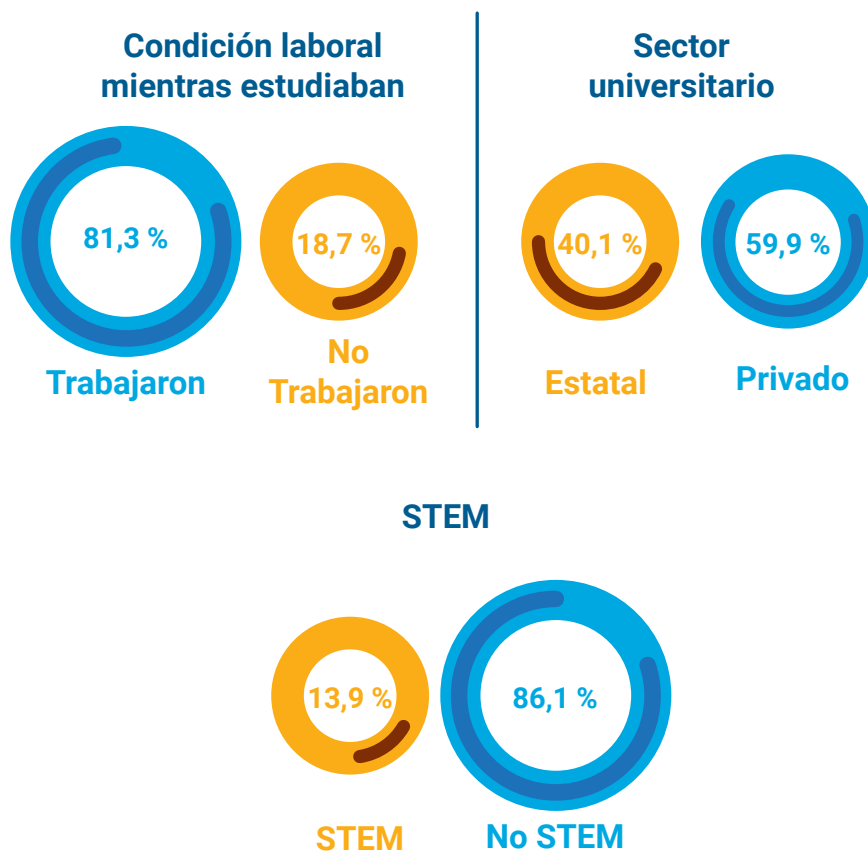 Condición laboral
mientras estudiaban
81,3 %
Trabajaron
18,7 %
No
Trabajaron
Sector
universitario
40,1 %
Estatal
59,9 %
Privado
STEM
13,9 %
STEM
86,1 %
No STEM